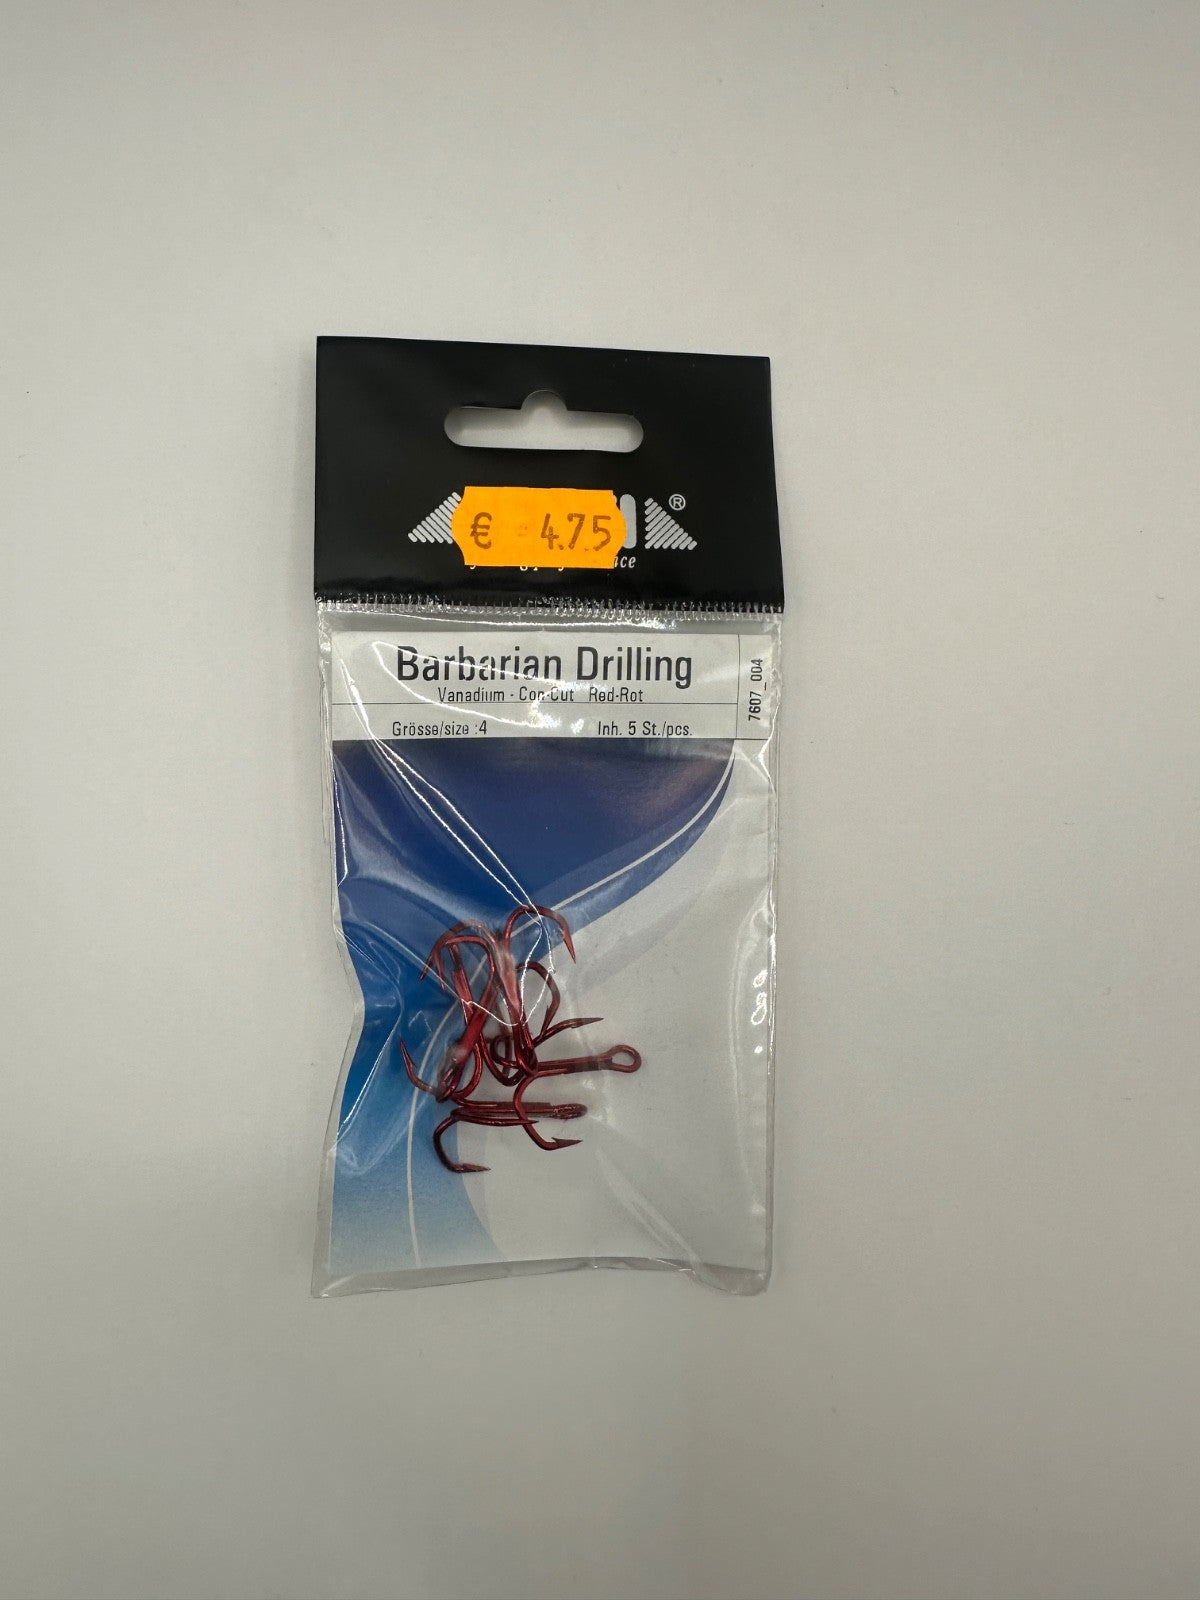 ®
€ 4.75
Barbarian Drilling
Vanadium - Con-Cut Red-Rot
Grösse/size :4
Inh. 5 St./pcs.
7607_004